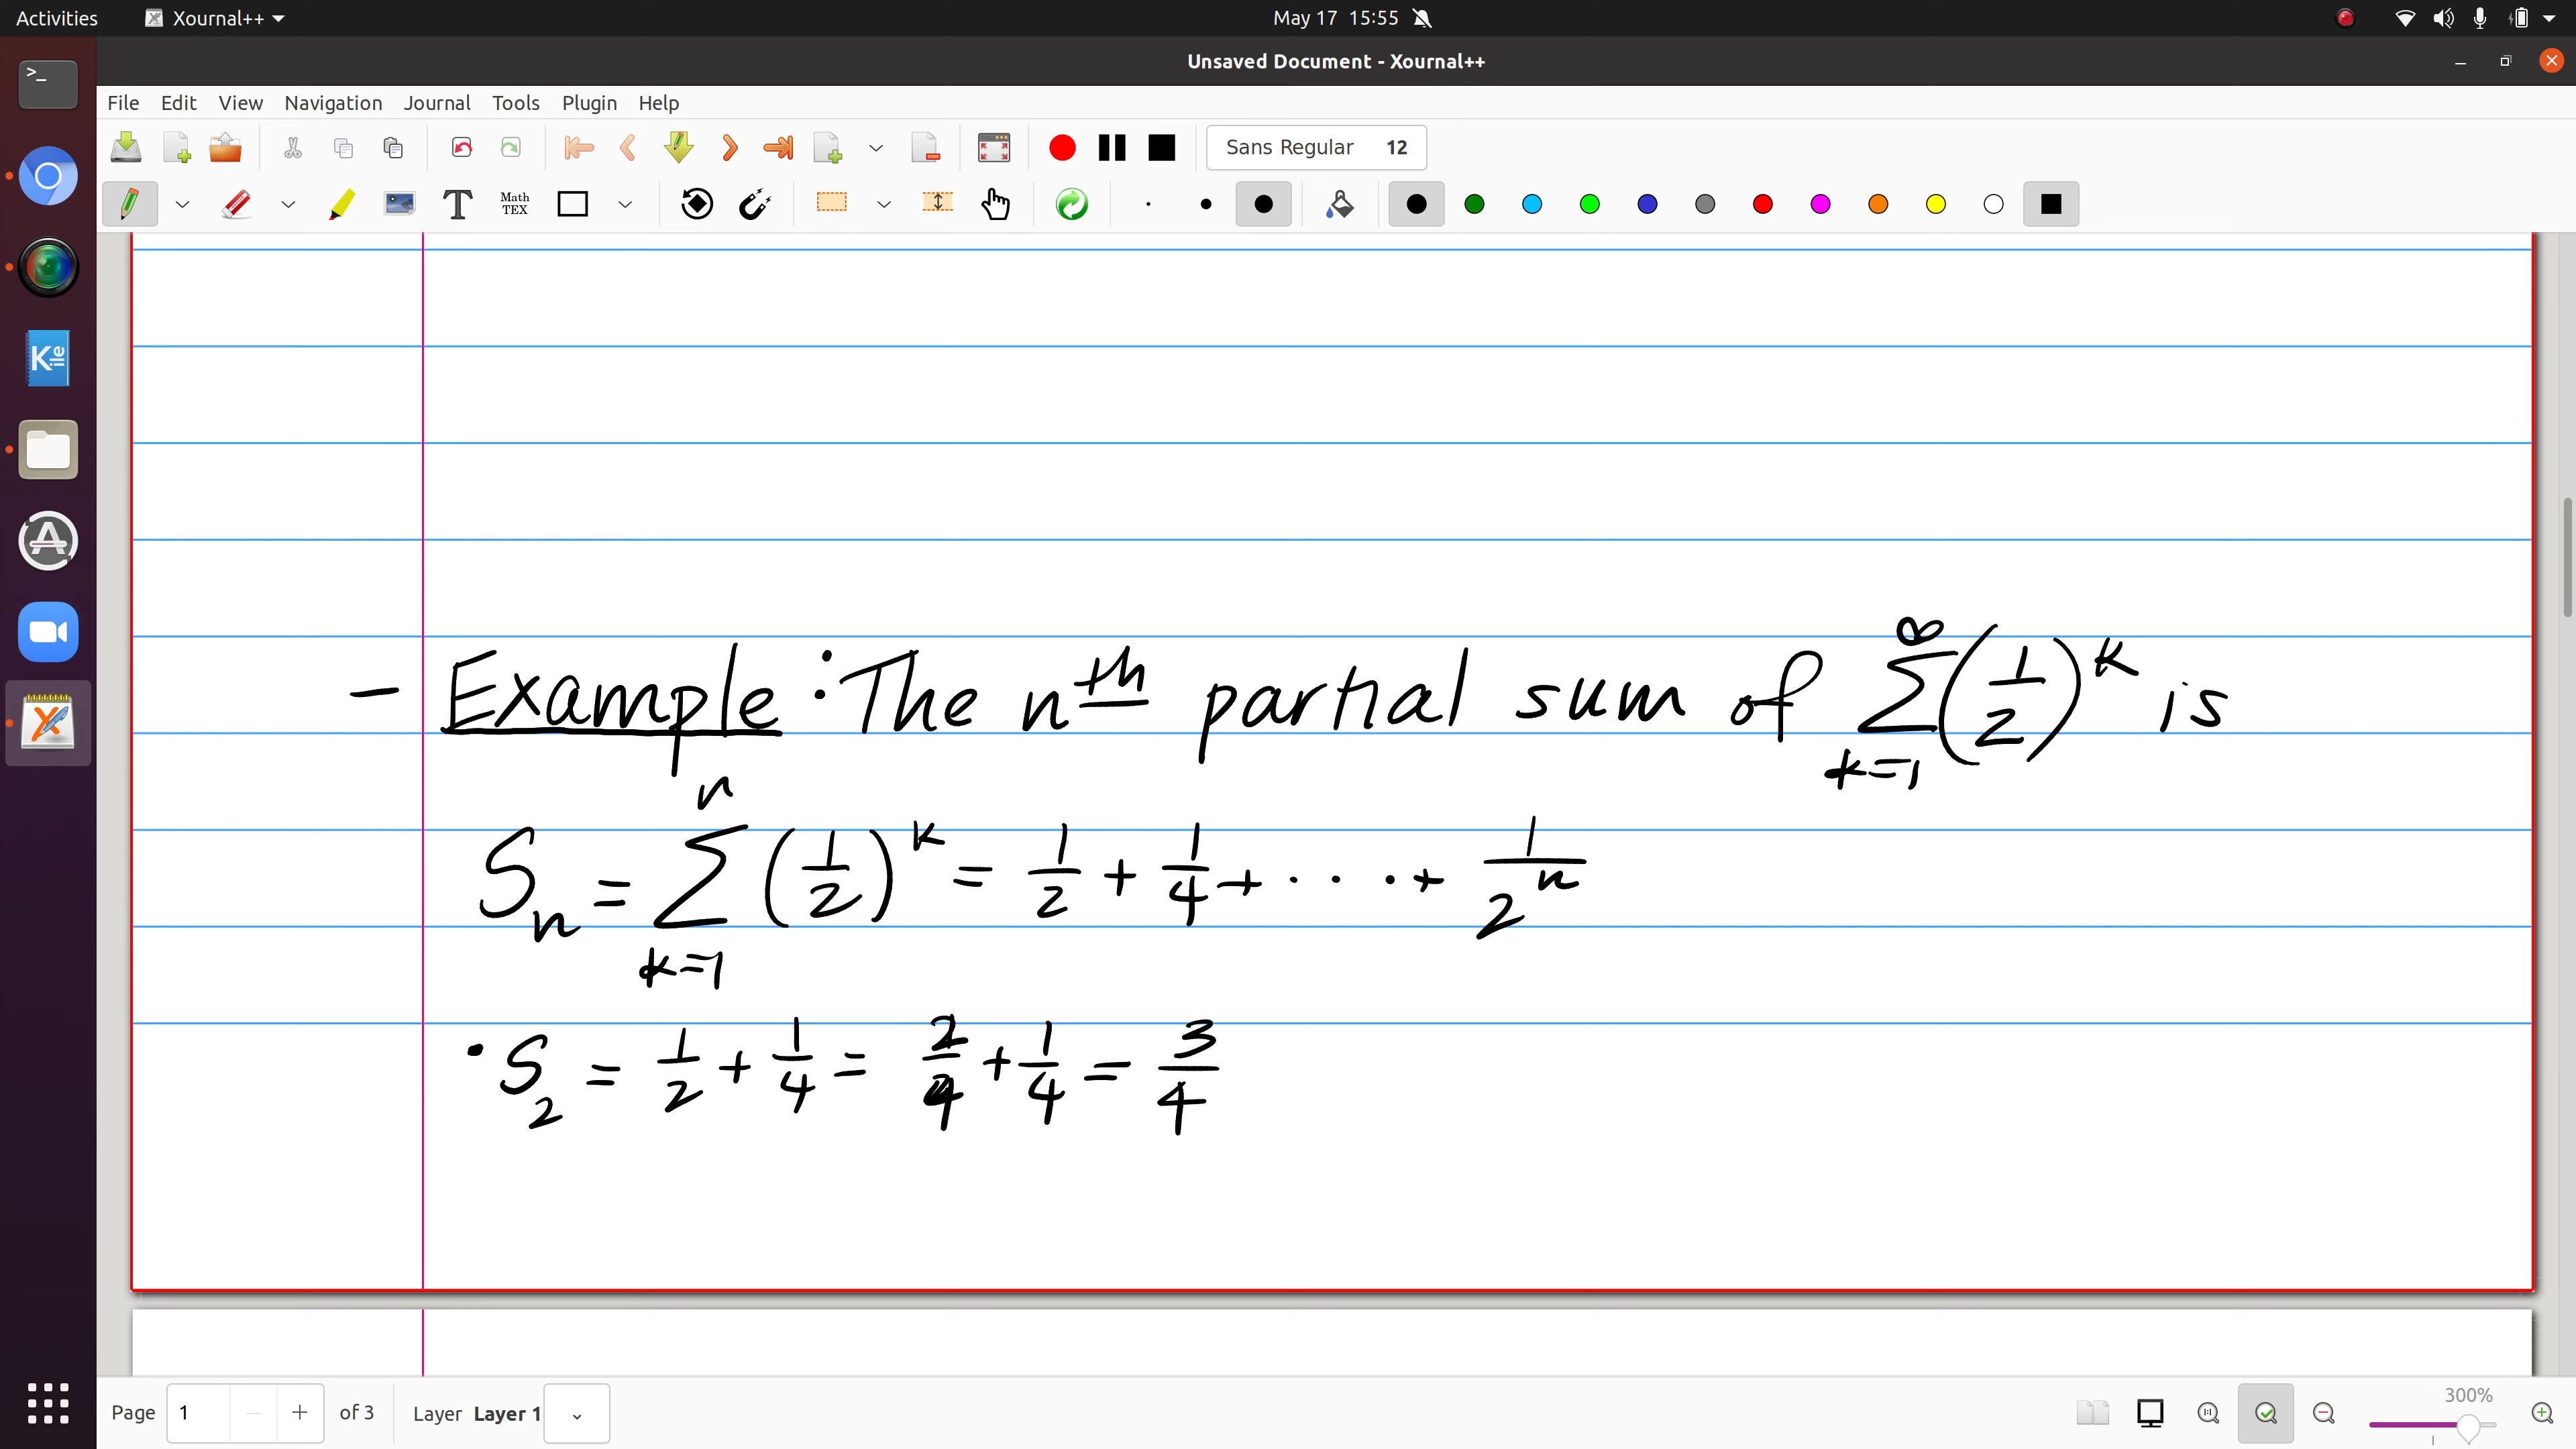 Activities Xournal++ May 17 15:55
Unsaved Document - Xournal++
File Edit View Navigation Journal Tools Plugin Help
Sans Regular 12
T Math TEX
>_
Kile
A
– Example: The nth partial sum of ∑_{k=1}^{∞} (1/2)^k is
S_n = ∑_{k=1}^{n} (1/2)^k = 1/2 + 1/4 + · · · + 1/2^n
• S_2 = 1/2 + 1/4 = 2/4 + 1/4 = 3/4
Page 1 of 3 Layer Layer 1 300%